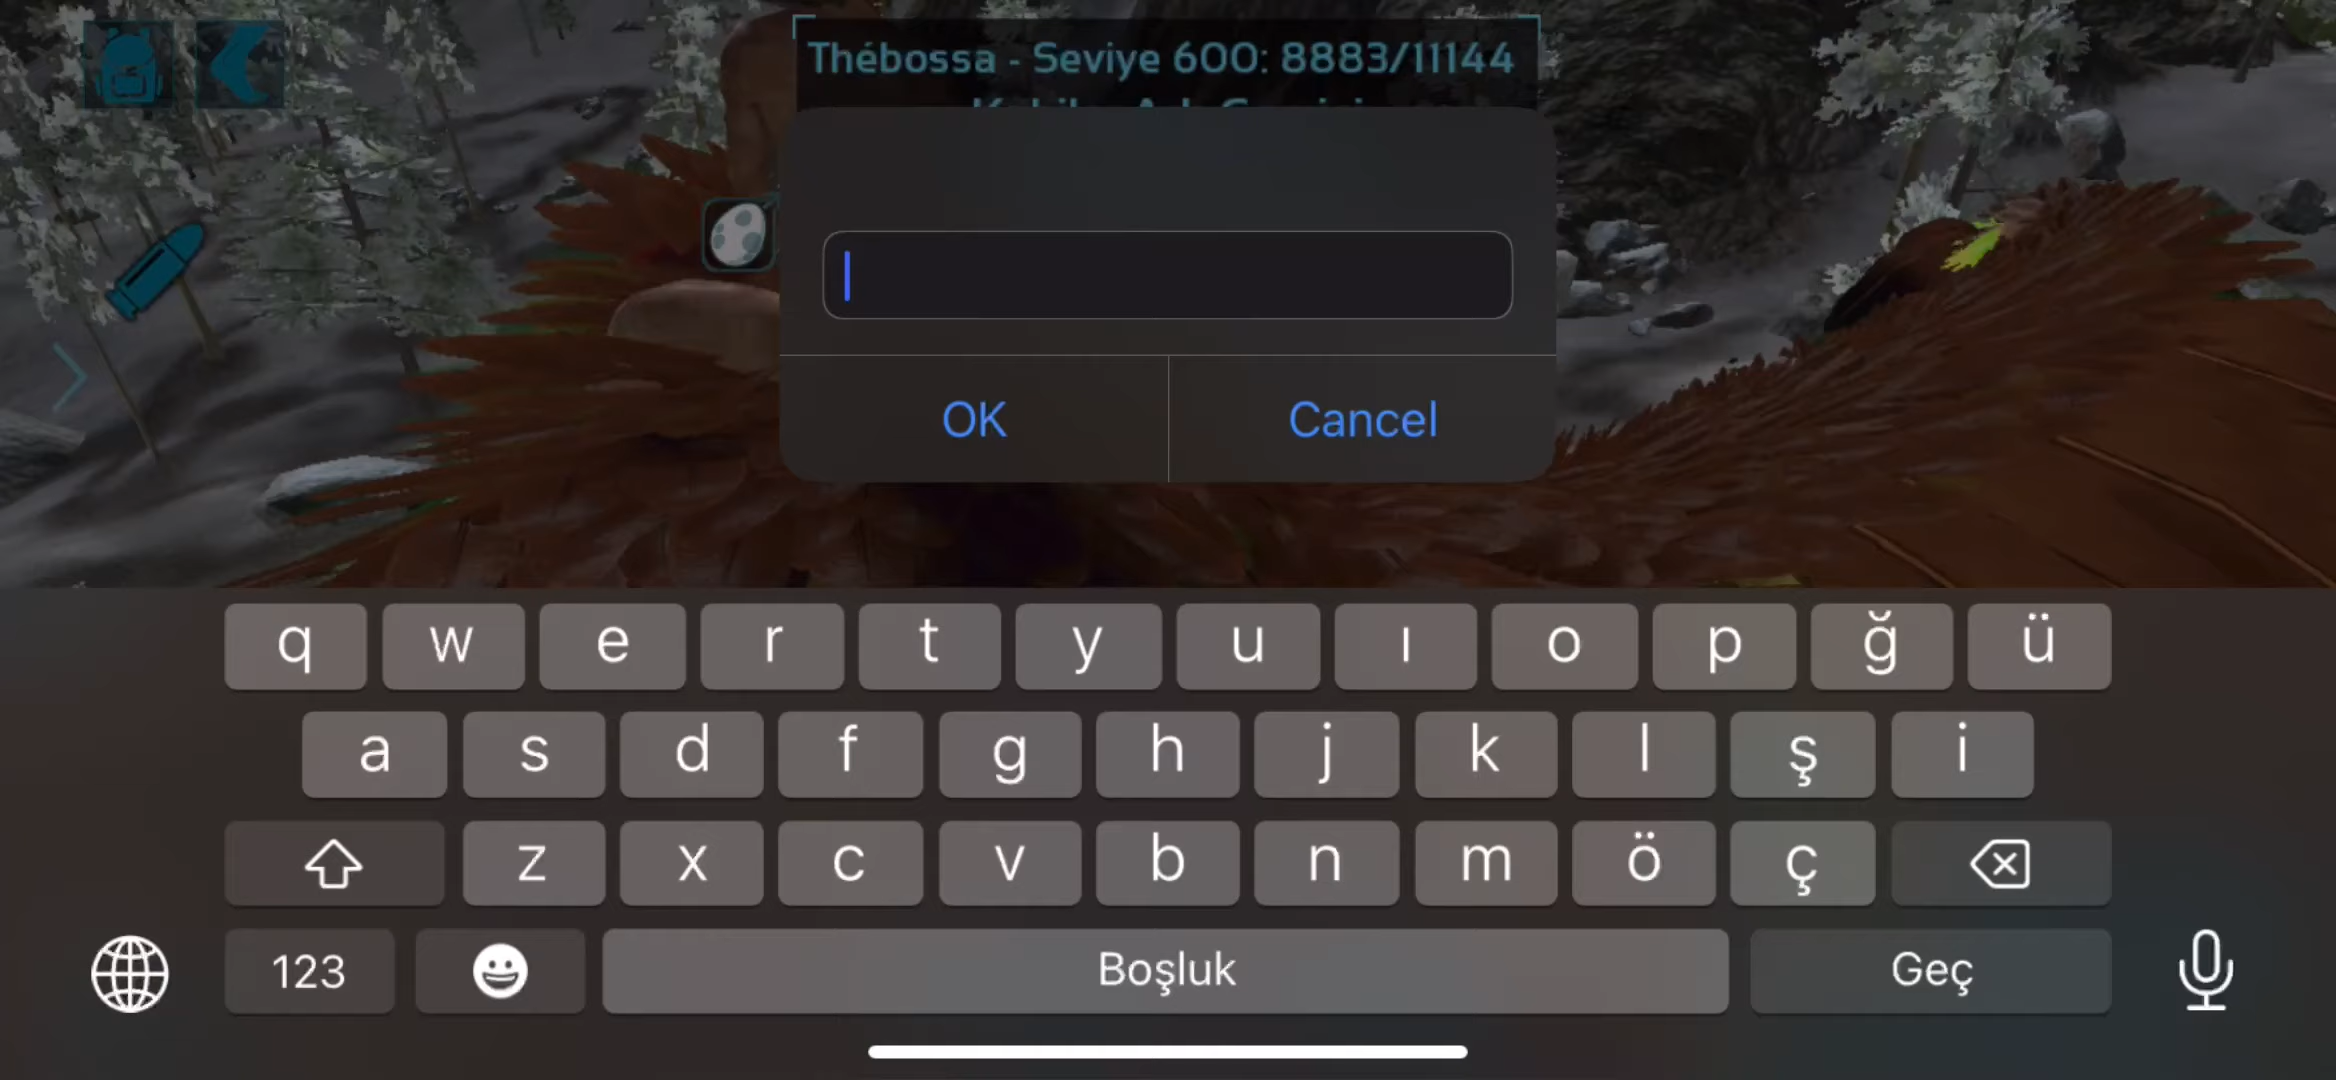 Thébossa - Seviye 600: 8883/11144
OK
Cancel
q w e r t y u ı o p ğ ü
a s d f g h j k l ş i
z x c v b n m ö ç
123
Boşluk
Geç